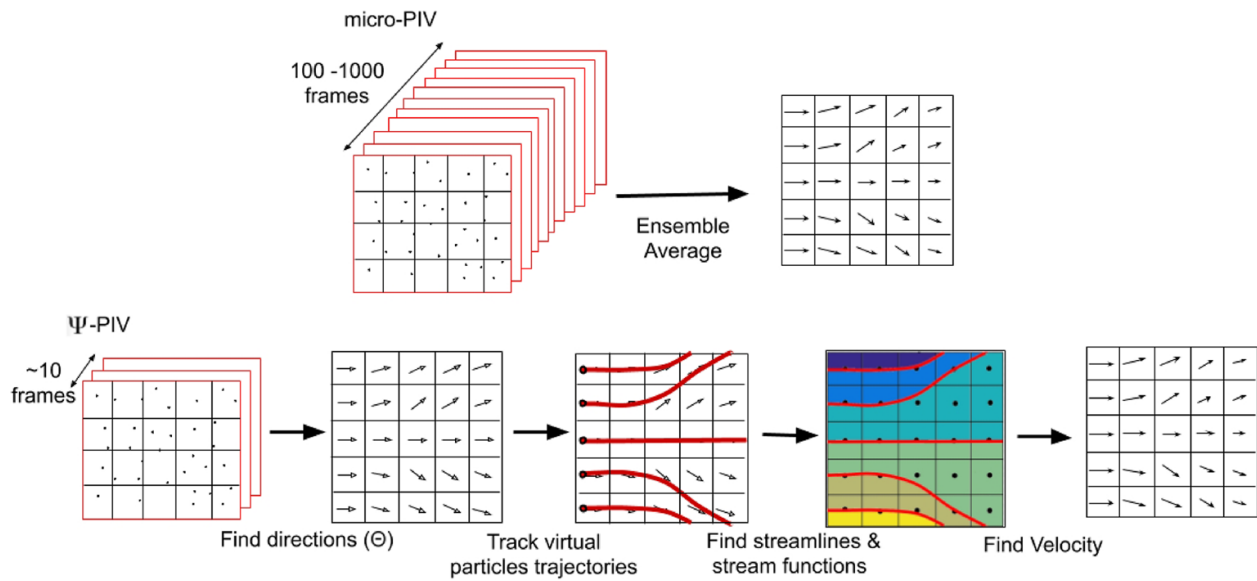 micro-PIV
100 -1000
frames
Ensemble
Average
Ψ-PIV
~10
frames
Find directions (Θ)
Track virtual
particles trajectories
Find streamlines &
stream functions
Find Velocity